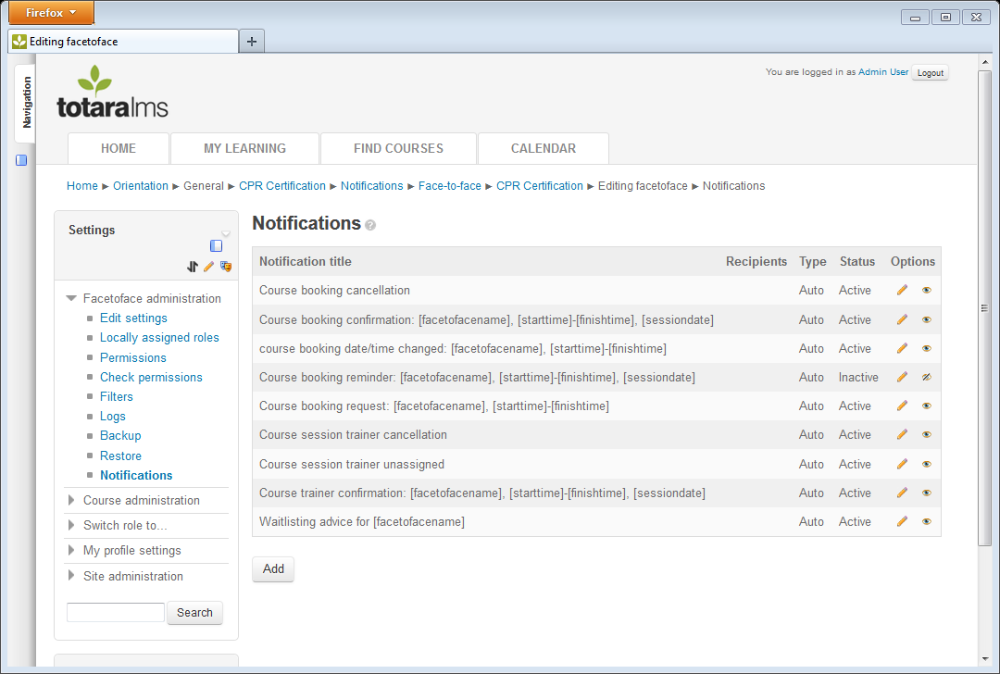 Firefox
Editing facetoface
Navigation
totaralms
You are logged in as Admin User Logout
HOME MY LEARNING FIND COURSES CALENDAR
Home ► Orientation ► General ► CPR Certification ► Notifications ► Face-to-face ► CPR Certification ► Editing facetoface ► Notifications
Settings
Facetoface administration
Edit settings
Locally assigned roles
Permissions
Check permissions
Filters
Logs
Backup
Restore
Notifications
Course administration
Switch role to...
My profile settings
Site administration
Search
Notifications ?
Notification title Recipients Type Status Options
Course booking cancellation Auto Active
Course booking confirmation: [facetofacename], [starttime]-[finishtime], [sessiondate] Auto Active
course booking date/time changed: [facetofacename], [starttime]-[finishtime] Auto Active
Course booking reminder: [facetofacename], [starttime]-[finishtime], [sessiondate] Auto Inactive
Course booking request: [facetofacename], [starttime]-[finishtime] Auto Active
Course session trainer cancellation Auto Active
Course session trainer unassigned Auto Active
Course trainer confirmation: [facetofacename], [starttime]-[finishtime], [sessiondate] Auto Active
Waitlisting advice for [facetofacename] Auto Active
Add